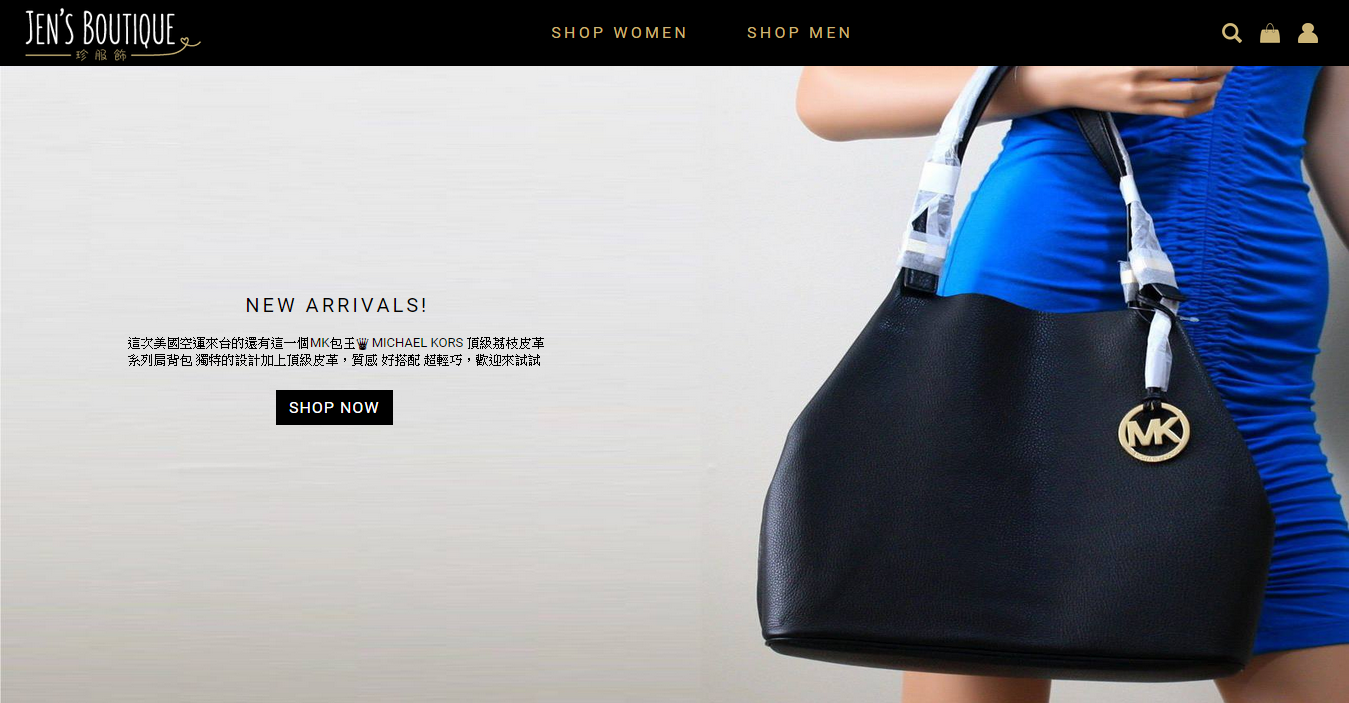 JEN'S BOUTIQUE
珍服飾
SHOP WOMEN
SHOP MEN
NEW ARRIVALS!
這次美國空運來台的還有這一個MK包王 MICHAEL KORS 頂級荔枝皮革
系列肩背包 獨特的設計加上頂級皮革，質感 好搭配 超輕巧，歡迎來試試
SHOP NOW
MK